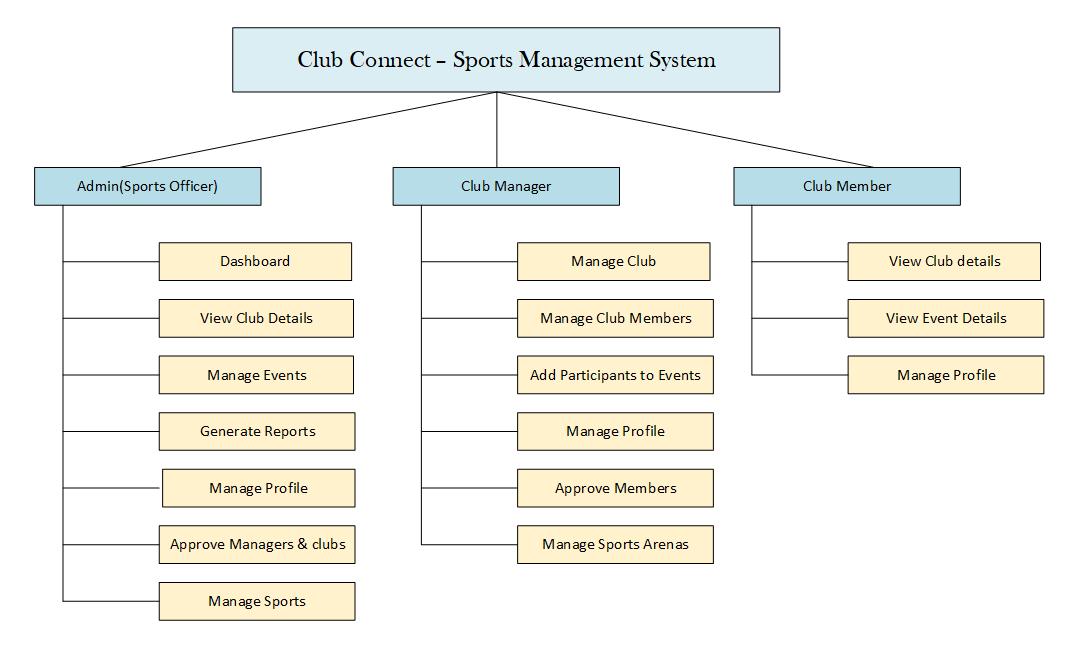 Club Connect – Sports Management System
Admin(Sports Officer)
Dashboard
View Club Details
Manage Events
Generate Reports
Manage Profile
Approve Managers & clubs
Manage Sports
Club Manager
Manage Club
Manage Club Members
Add Participants to Events
Manage Profile
Approve Members
Manage Sports Arenas
Club Member
View Club details
View Event Details
Manage Profile